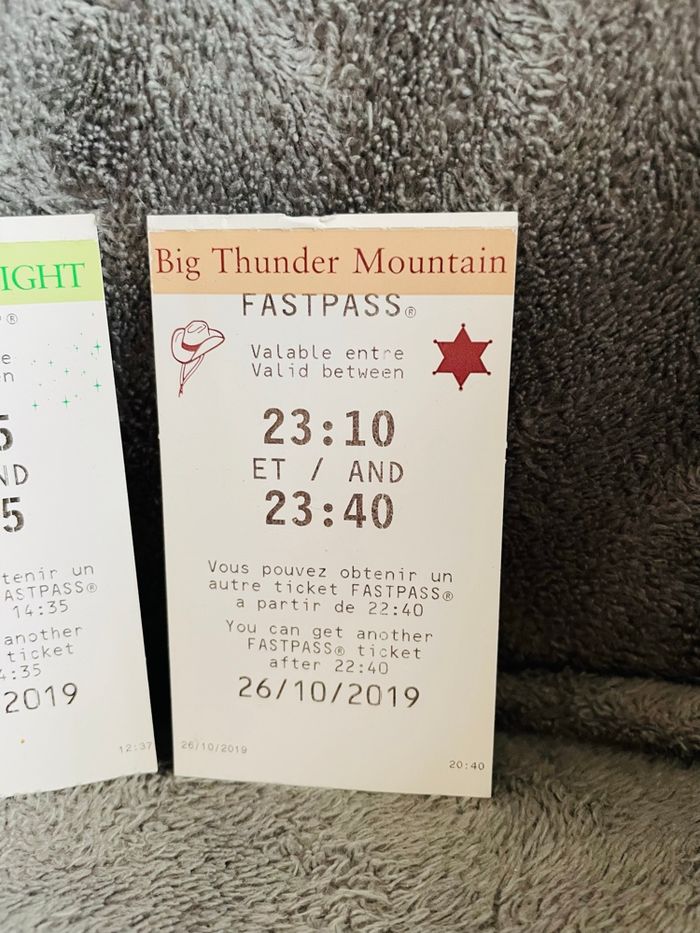 IGHT
®
e
en
5
ND
5
tenir un
ASTPASS®
14:35
another
ticket
4:35
2019
12:37
Big Thunder Mountain
FASTPASS®
Valable entre
Valid between
23:10
ET / AND
23:40
Vous pouvez obtenir un
autre ticket FASTPASS®
a partir de 22:40
You can get another
FASTPASS® ticket
after 22:40
26/10/2019
26/10/2019
20:40